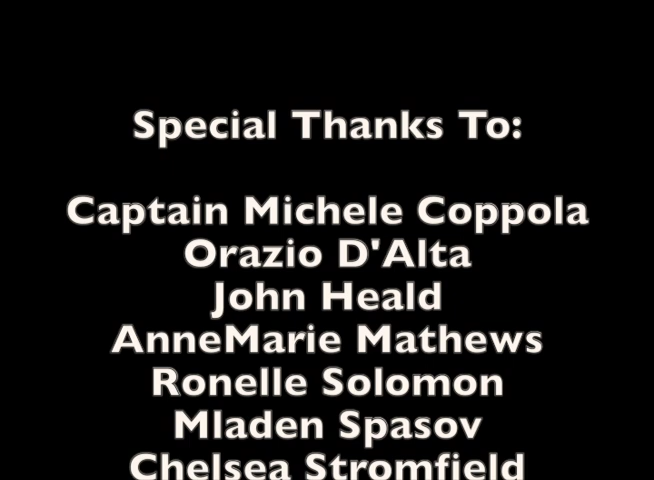 Special Thanks To:
Captain Michele Coppola
Orazio D'Alta
John Heald
AnneMarie Mathews
Ronelle Solomon
Mladen Spasov
Chelsea Stromfield